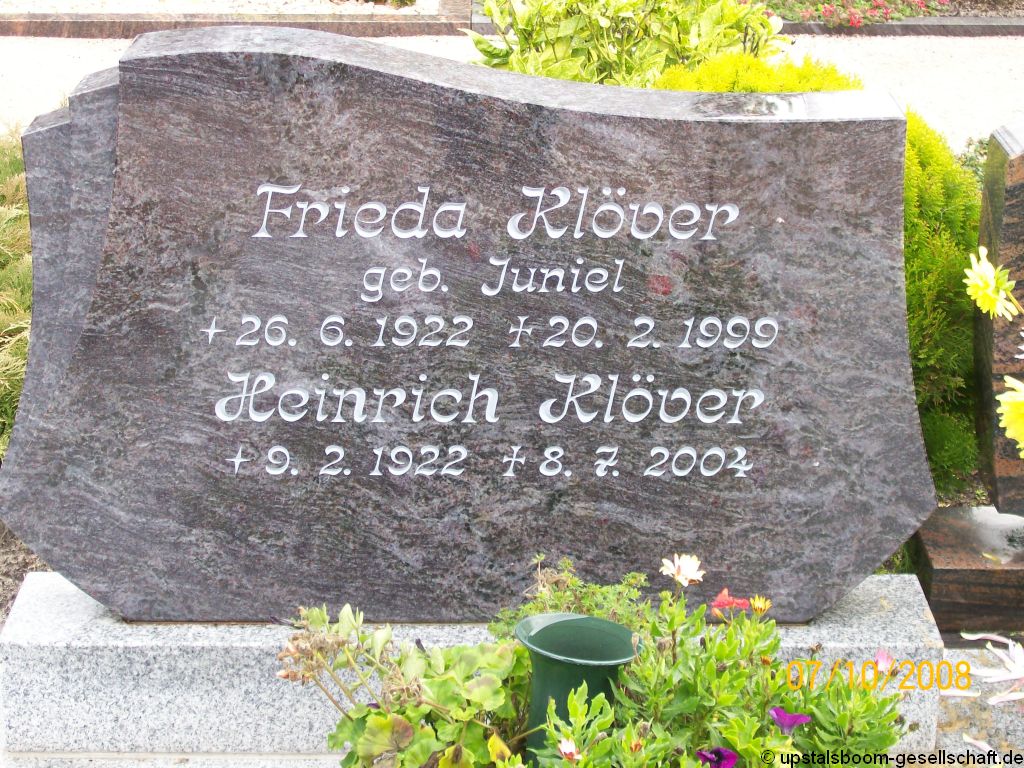 Frieda Klöver
geb. Juniel
+ 26. 6. 1922 ✝ 20. 2. 1999
Heinrich Klöver
+ 9. 2. 1922 ✝ 8. 7. 2004
07/10/2008
© upstalsboom-gesellschaft.de